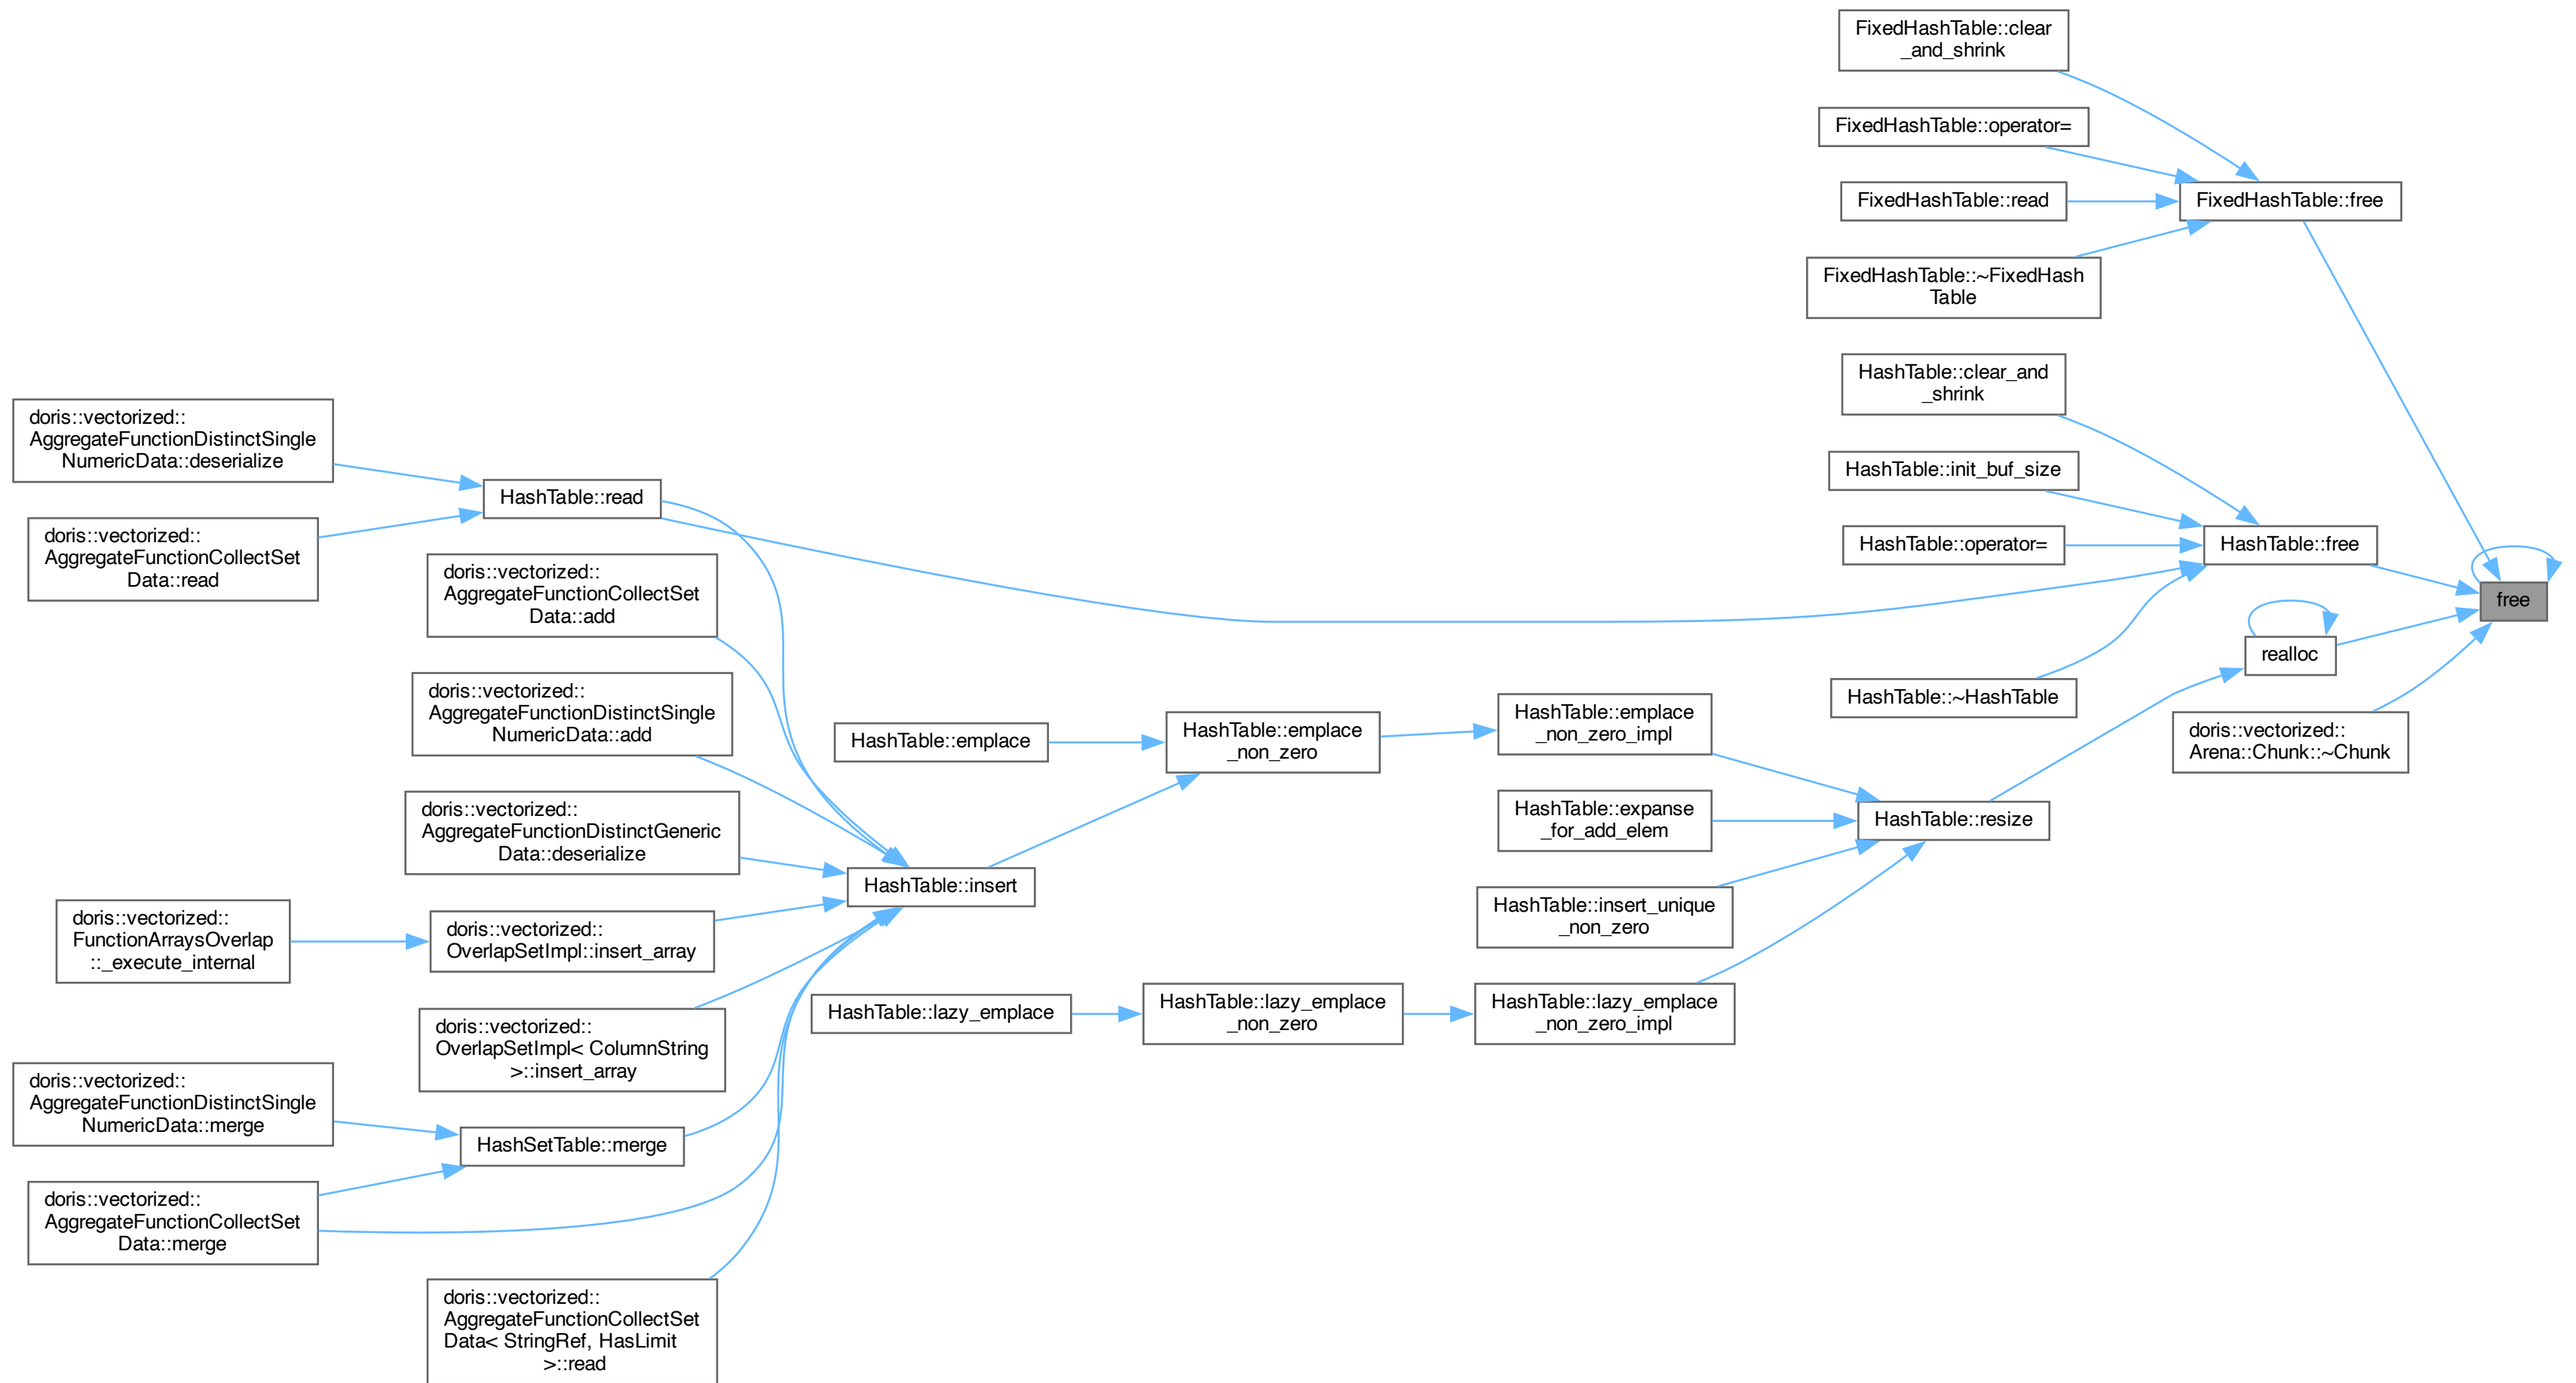 FixedHashTable::clear
_and_shrink
FixedHashTable::operator=
FixedHashTable::read
FixedHashTable::free
FixedHashTable::~FixedHash
Table
HashTable::clear_and
_shrink
HashTable::init_buf_size
HashTable::operator=
HashTable::free
free
realloc
HashTable::~HashTable
doris::vectorized::
Arena::Chunk::~Chunk
doris::vectorized::
AggregateFunctionDistinctSingle
NumericData::deserialize
HashTable::read
doris::vectorized::
AggregateFunctionCollectSet
Data::read
doris::vectorized::
AggregateFunctionCollectSet
Data::add
doris::vectorized::
AggregateFunctionDistinctSingle
NumericData::add
HashTable::emplace
HashTable::emplace
_non_zero
HashTable::emplace
_non_zero_impl
HashTable::expanse
_for_add_elem
HashTable::resize
doris::vectorized::
AggregateFunctionDistinctGeneric
Data::deserialize
HashTable::insert
HashTable::insert_unique
_non_zero
doris::vectorized::
FunctionArraysOverlap
::_execute_internal
doris::vectorized::
OverlapSetImpl::insert_array
HashTable::lazy_emplace
HashTable::lazy_emplace
_non_zero
HashTable::lazy_emplace
_non_zero_impl
doris::vectorized::
OverlapSetImpl< ColumnString
>::insert_array
doris::vectorized::
AggregateFunctionDistinctSingle
NumericData::merge
HashSetTable::merge
doris::vectorized::
AggregateFunctionCollectSet
Data::merge
doris::vectorized::
AggregateFunctionCollectSet
Data< StringRef, HasLimit
>::read